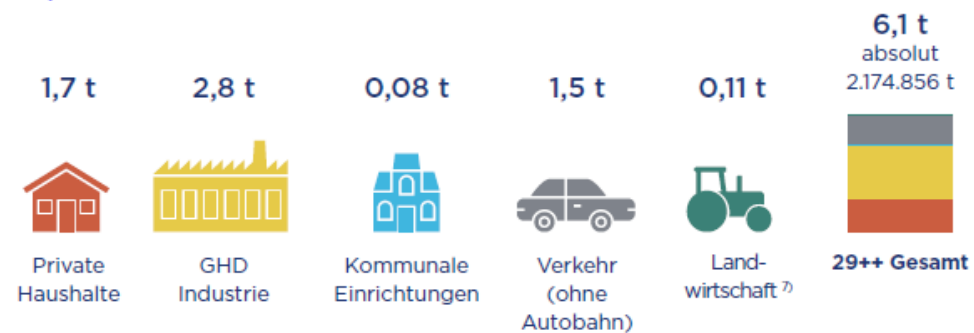 1,7 t
2,8 t
0,08 t
1,5 t
0,11 t
6,1 t
absolut
2.174.856 t
Private
Haushalte
GHD
Industrie
Kommunale
Einrichtungen
Verkehr
(ohne
Autobahn)
Land-
wirtschaft 7)
29++ Gesamt